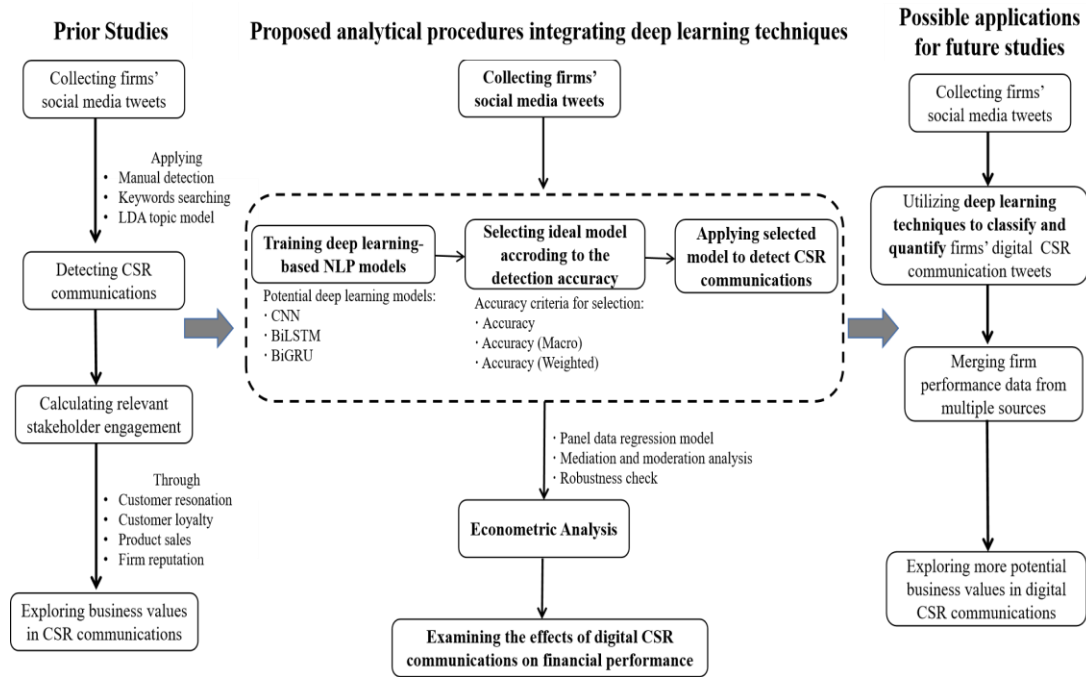 Prior Studies
Collecting firms'
social media tweets
Applying
• Manual detection
• Keywords searching
• LDA topic model
Detecting CSR
communications
Calculating relevant
stakeholder engagement
Through
• Customer resonation
• Customer loyalty
• Product sales
• Firm reputation
Exploring business values
in CSR communications
Proposed analytical procedures integrating deep learning techniques
Collecting firms'
social media tweets
Training deep learning-
based NLP models
Potential deep learning models:
· CNN
· BiLSTM
· BiGRU
Selecting ideal model
accroding to the
detection accuracy
Accuracy criteria for selection:
· Accuracy
· Accuracy (Macro)
· Accuracy (Weighted)
Applying selected
model to detect CSR
communications
· Panel data regression model
· Mediation and moderation analysis
· Robustness check
Econometric Analysis
Examining the effects of digital CSR
communications on financial performance
Possible applications
for future studies
Collecting firms'
social media tweets
Utilizing deep learning
techniques to classify and
quantify firms' digital CSR
communication tweets
Merging firm
performance data from
multiple sources
Exploring more potential
business values in digital
CSR communications